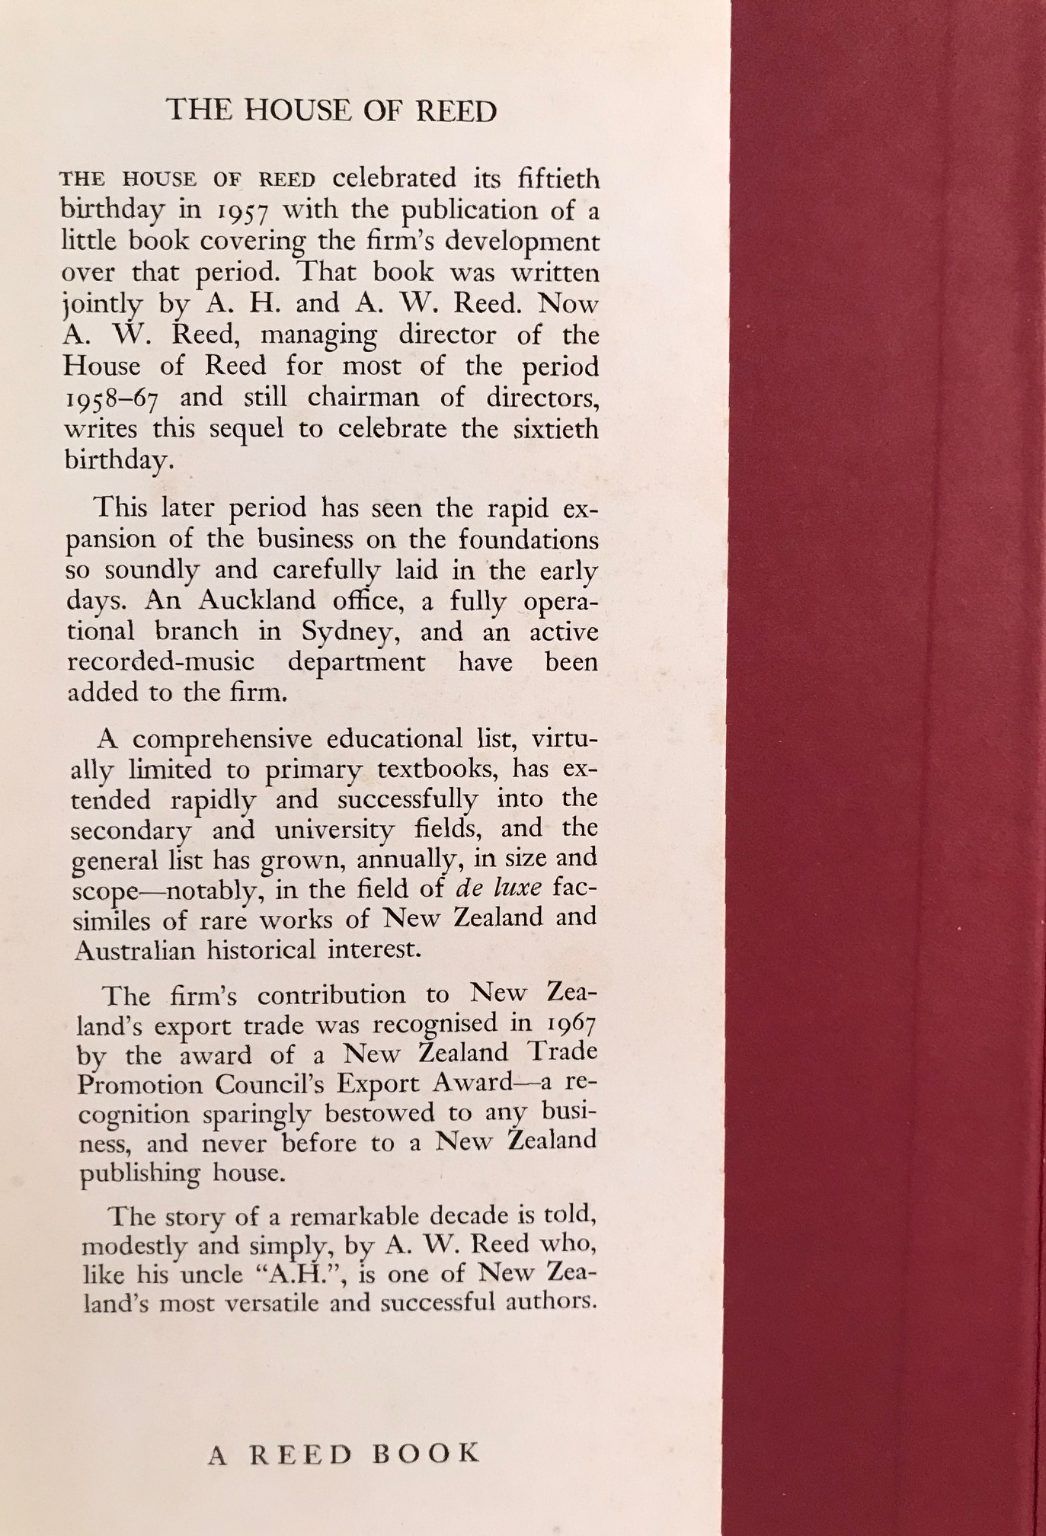 THE HOUSE OF REED
THE HOUSE OF REED celebrated its fiftieth
birthday in 1957 with the publication of a
little book covering the firm's development
over that period. That book was written
jointly by A. H. and A. W. Reed. Now
A. W. Reed, managing director of the
House of Reed for most of the period
1958–67 and still chairman of directors,
writes this sequel to celebrate the sixtieth
birthday.
This later period has seen the rapid ex-
pansion of the business on the foundations
so soundly and carefully laid in the early
days. An Auckland office, a fully opera-
tional branch in Sydney, and an active
recorded-music department have been
added to the firm.
A comprehensive educational list, virtu-
ally limited to primary textbooks, has ex-
tended rapidly and successfully into the
secondary and university fields, and the
general list has grown, annually, in size and
scope—notably, in the field of de luxe fac-
similes of rare works of New Zealand and
Australian historical interest.
The firm's contribution to New Zea-
land's export trade was recognised in 1967
by the award of a New Zealand Trade
Promotion Council's Export Award—a re-
cognition sparingly bestowed to any busi-
ness, and never before to a New Zealand
publishing house.
The story of a remarkable decade is told,
modestly and simply, by A. W. Reed who,
like his uncle “A.H.”, is one of New Zea-
land's most versatile and successful authors.
A REED BOOK